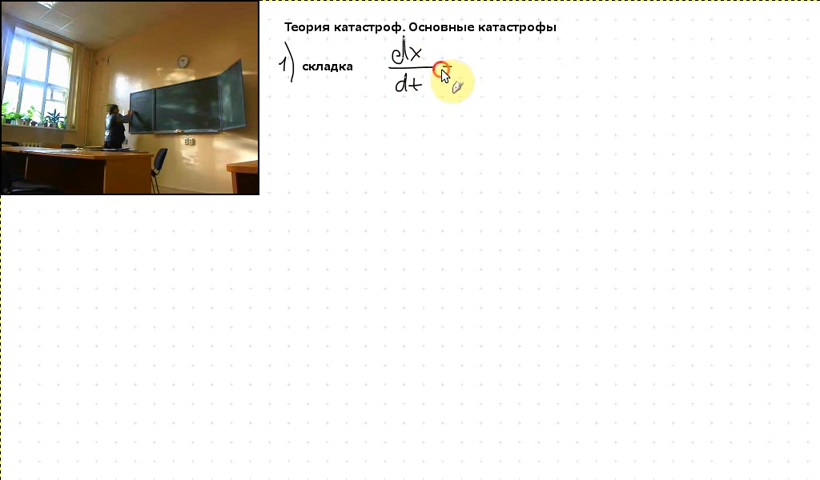 Теория катастроф. Основные катастрофы
1) складка dx/dt =